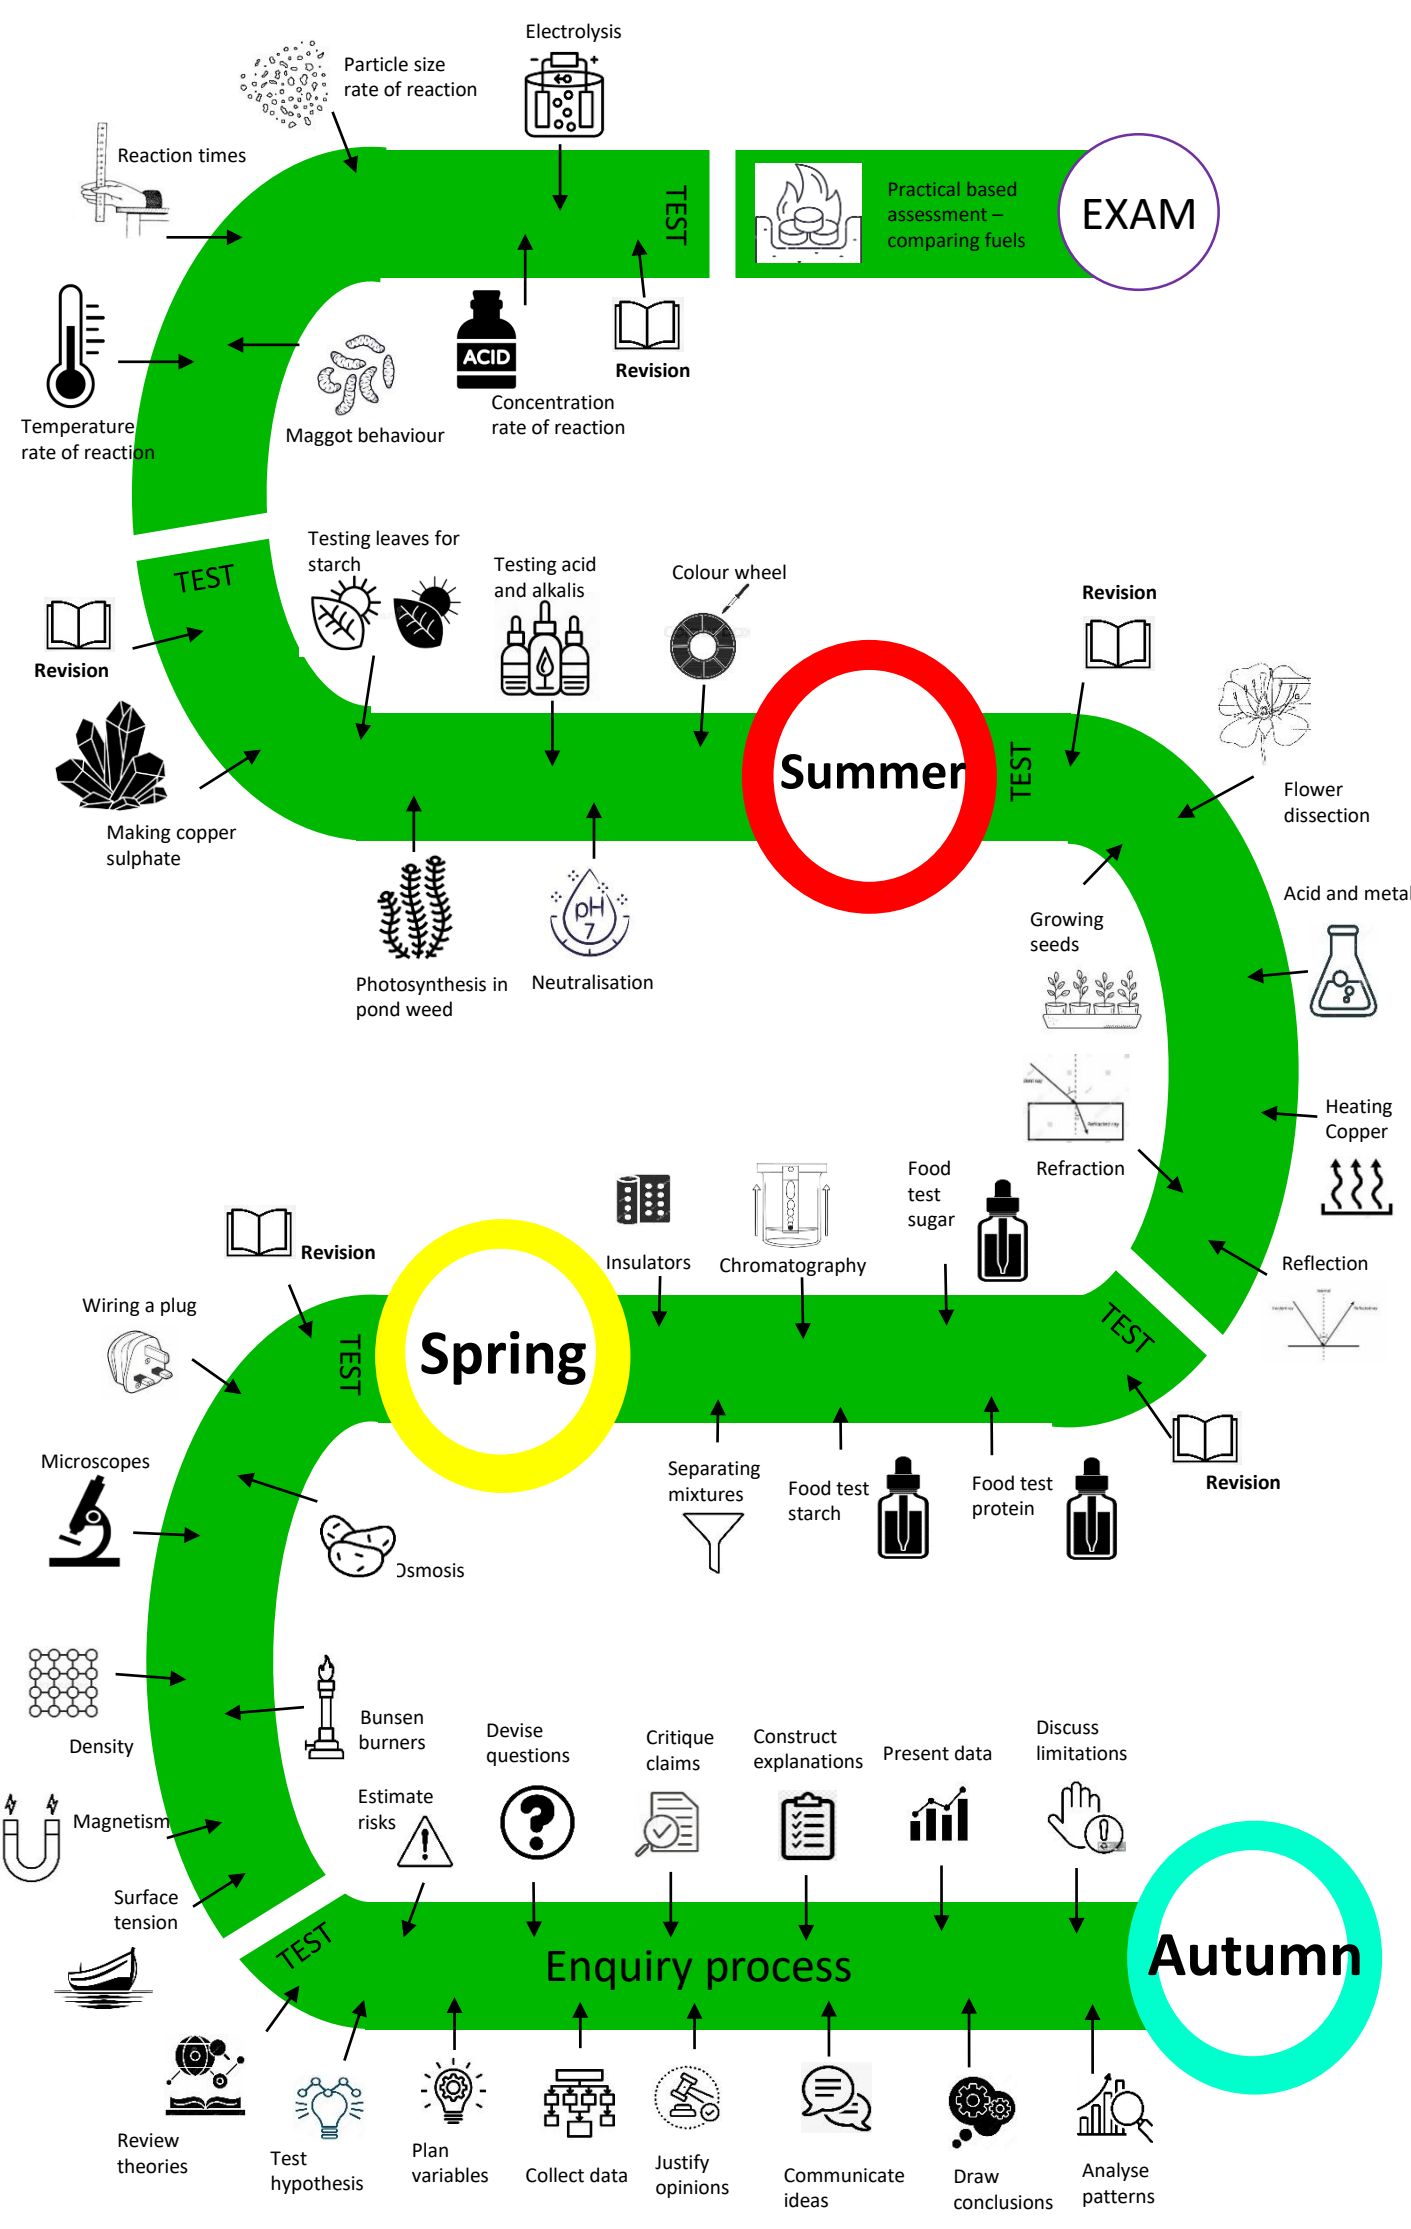 Electrolysis
Particle size
rate of reaction
Reaction times
TEST
Practical based
assessment –
comparing fuels
EXAM
ACID
Revision
Concentration
rate of reaction
Temperature
rate of reaction
Maggot behaviour
Testing leaves for
starch
Testing acid
and alkalis
Colour wheel
Revision
TEST
Revision
Summer
TEST
Flower
dissection
Making copper
sulphate
Acid and metal
Growing
seeds
pH
7
Photosynthesis in
pond weed
Neutralisation
Heating
Copper
Refracted ray
Refraction
Food
test
sugar
Revision
Insulators
Chromatography
Reflection
Wiring a plug
TEST
Spring
TEST
Microscopes
Separating
mixtures
Food test
starch
Food test
protein
Revision
Osmosis
Density
Bunsen
burners
Devise
questions
Critique
claims
Construct
explanations
Present data
Discuss
limitations
Magnetism
Estimate
risks
Surface
tension
TEST
Enquiry process
Autumn
Review
theories
Test
hypothesis
Plan
variables
Collect data
Justify
opinions
Communicate
ideas
Draw
conclusions
Analyse
patterns